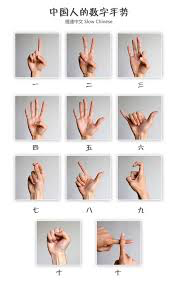 中国人的数字手势
慢速中文 Slow Chinese
一 二 三
四 五 六
七 八 九
十 十